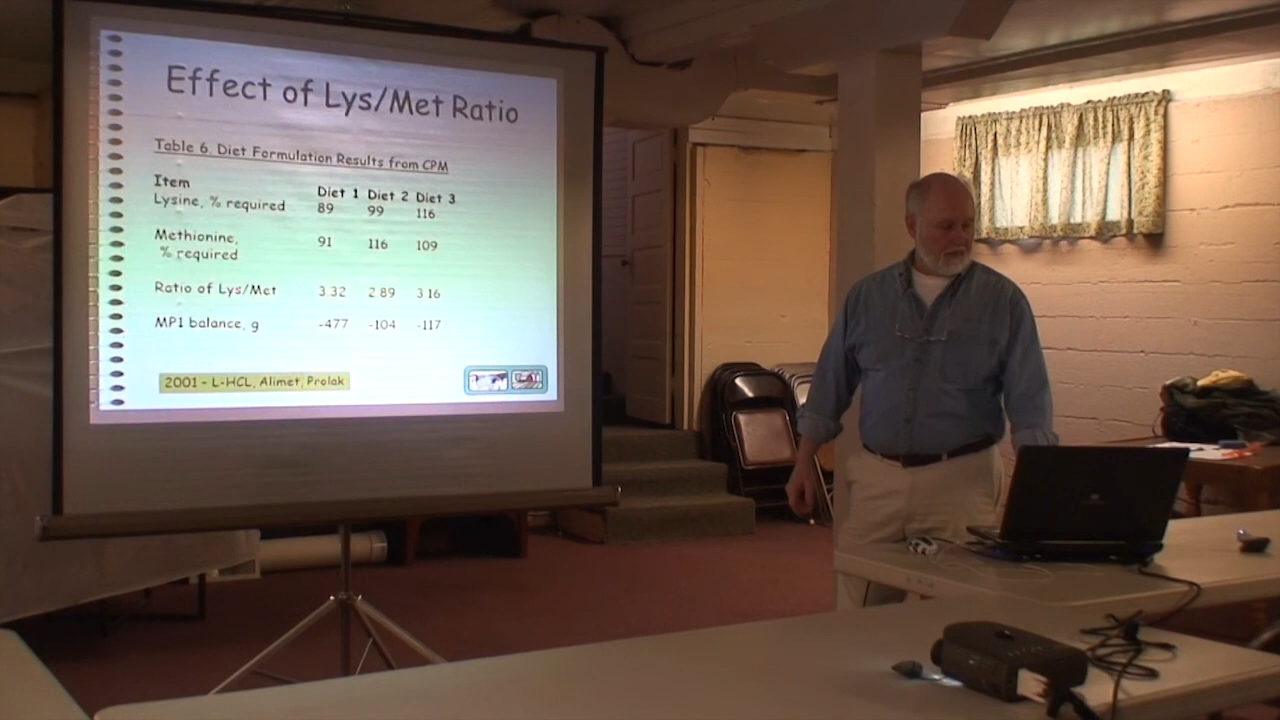 Effect of Lys/Met Ratio
Table 6. Diet Formulation Results from CPM
Item Diet 1 Diet 2 Diet 3
Lysine, % required 89 99 116
Methionine, 91 116 109
% required
Ratio of Lys/Met 3.32 2.89 3.16
MP1 balance, g -477 -104 -117
2001 - L-HCL, Alimet, Prolak